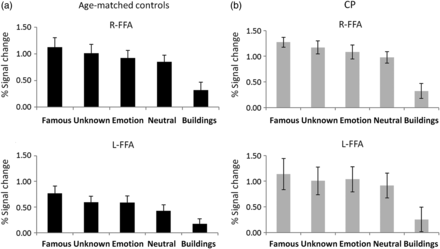 (a) Age-matched controls
R-FFA
% Signal change
1.50
1.00
0.50
0.00
Famous Unknown Emotion Neutral Buildings
L-FFA
% Signal change
1.50
1.00
0.50
0.00
Famous Unknown Emotion Neutral Buildings
(b) CP
R-FFA
% Signal change
1.50
1.00
0.50
0.00
Famous Unknown Emotion Neutral Buildings
L-FFA
% Signal change
1.50
1.00
0.50
0.00
Famous Unknown Emotion Neutral Buildings